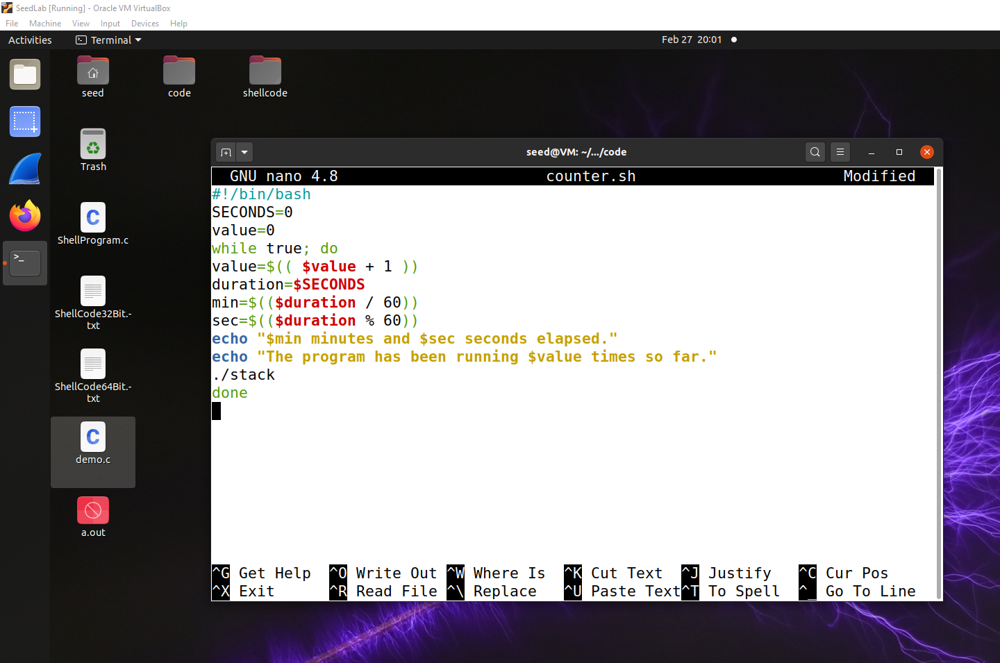 SeedLab [Running] - Oracle VM VirtualBox
File Machine View Input Devices Help
Activities Terminal Feb 27 20:01
seed code shellcode
Trash
ShellProgram.c
ShellCode32Bit.-
txt
ShellCode64Bit.-
txt
demo.c
a.out
seed@VM: ~/.../code
GNU nano 4.8 counter.sh Modified
#!/bin/bash
SECONDS=0
value=0
while true; do
value=$(( $value + 1 ))
duration=$SECONDS
min=$(($duration / 60))
sec=$(($duration % 60))
echo "$min minutes and $sec seconds elapsed."
echo "The program has been running $value times so far."
./stack
done
^G Get Help ^O Write Out ^W Where Is ^K Cut Text ^J Justify ^C Cur Pos
^X Exit ^R Read File ^\ Replace ^U Paste Text ^T To Spell ^_ Go To Line